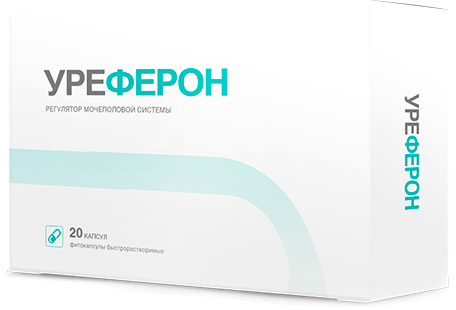 УРЕФЕРОН
РЕГУЛЯТОР МОЧЕПОЛОВОЙ СИСТЕМЫ
20 КАПСУЛ
фитокапсулы быстрорастворимые
УРЕФЕРОН